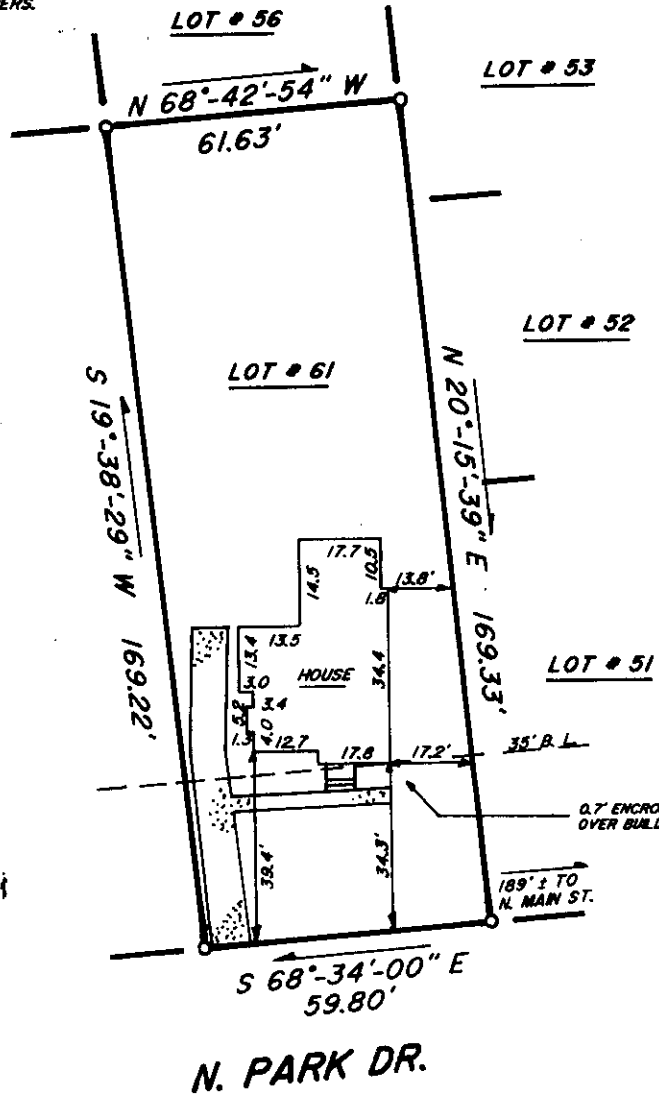 LOT # 56
LOT # 53
N 68°-42'-54" W
61.63'
LOT # 52
LOT # 61
S 19°-38'-29" W 169.22'
N 20°-15'-39" E 169.33'
17.7
10.5
14.5
13.8'
1.8
13.5
13.4
HOUSE
34.4
LOT # 51
3.0
3.4
5.2
4.0
1.3
12.7
17.8
17.2'
35' B. L.
0.7' ENCRO
OVER BUILD
39.4'
34.3'
189' ± TO
N. MAIN ST.
S 68°-34'-00" E
59.80'
N. PARK DR.